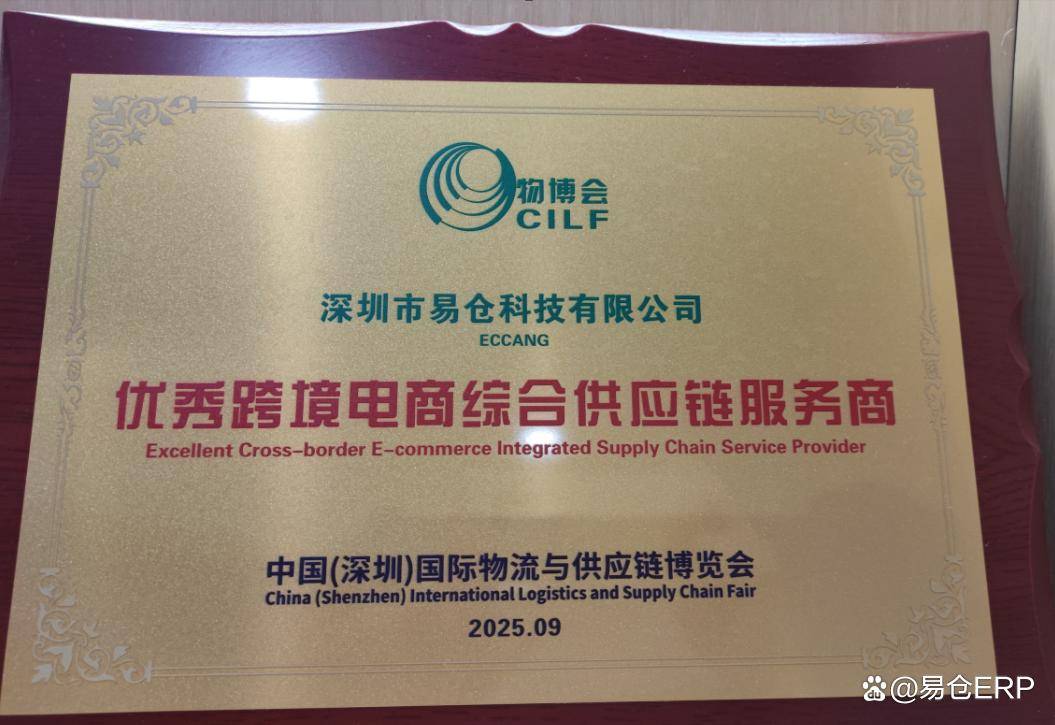 物博会
CILF
深圳市易仓科技有限公司
ECCANG
优秀跨境电商综合供应链服务商
Excellent Cross-border E-commerce Integrated Supply Chain Service Provider
中国(深圳)国际物流与供应链博览会
China (Shenzhen) International Logistics and Supply Chain Fair
2025.09
du @易仓ERP